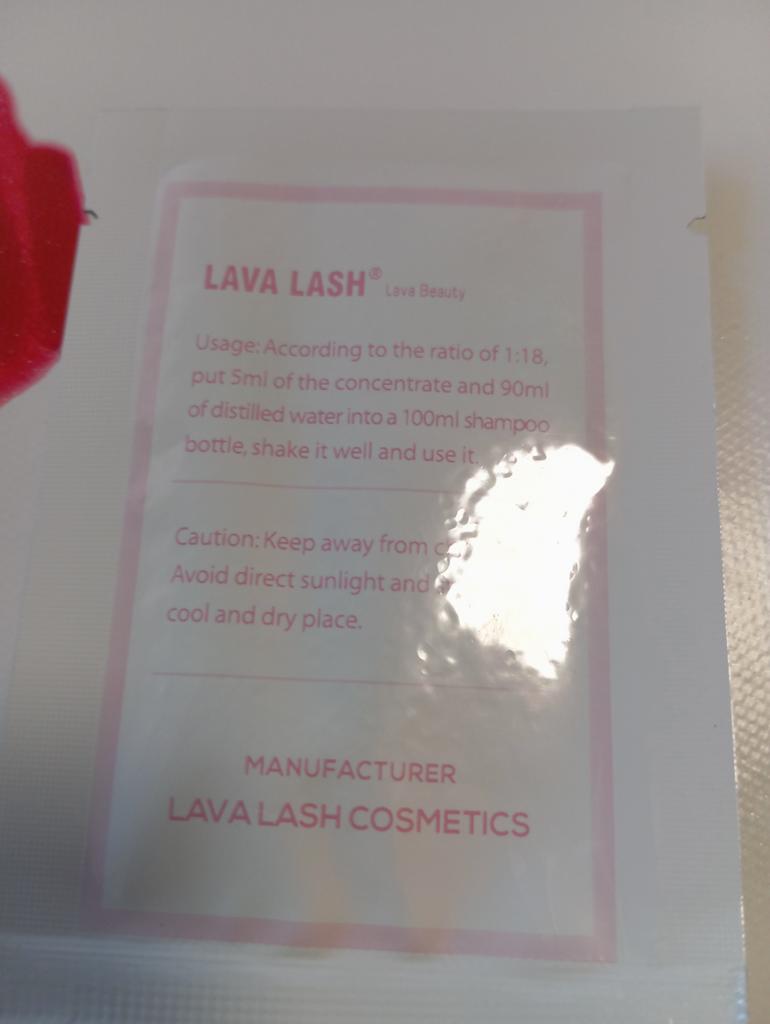 LAVA LASH® Lava Beauty
Usage: According to the ratio of 1:18,
put 5ml of the concentrate and 90ml
of distilled water into a 100ml shampoo
bottle, shake it well and use it.
Caution: Keep away from
Avoid direct sunlight and
cool and dry place.
MANUFACTURER
LAVA LASH COSMETICS